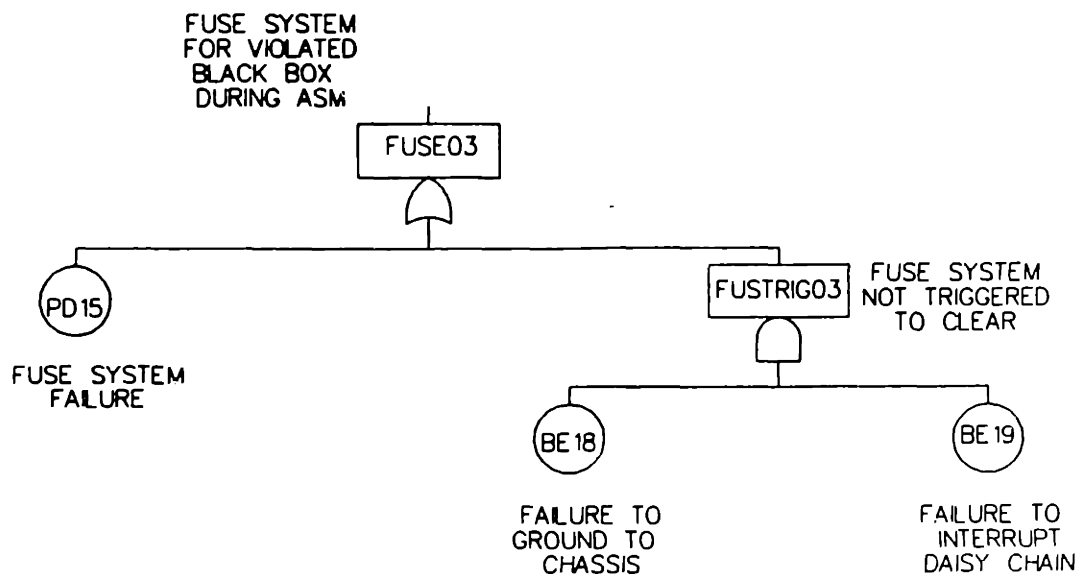 FUSE SYSTEM
FOR VIOLATED
BLACK BOX
DURING ASM
FUSE03
PD15
FUSE SYSTEM
FAILURE
FUSTRIG03
FUSE SYSTEM
NOT TRIGGERED
TO CLEAR
BE18
FAILURE TO
GROUND TO
CHASSIS
BE19
FAILURE TO
INTERRUPT
DAISY CHAIN